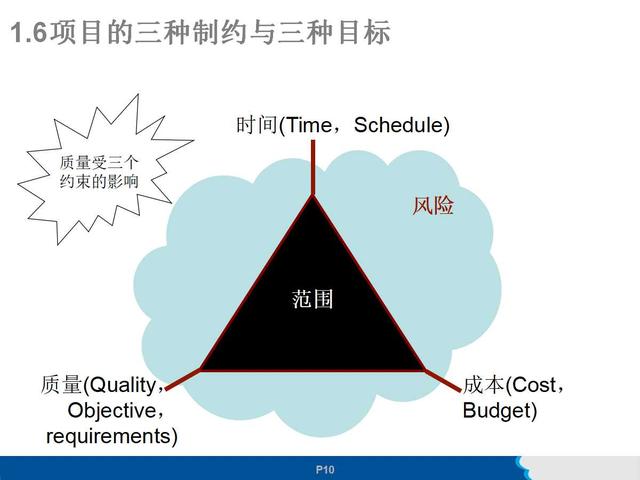 1.6项目的三种制约与三种目标
质量受三个
约束的影响
时间(Time，Schedule)
风险
范围
质量(Quality，
Objective，
requirements)
成本(Cost，
Budget)
P10